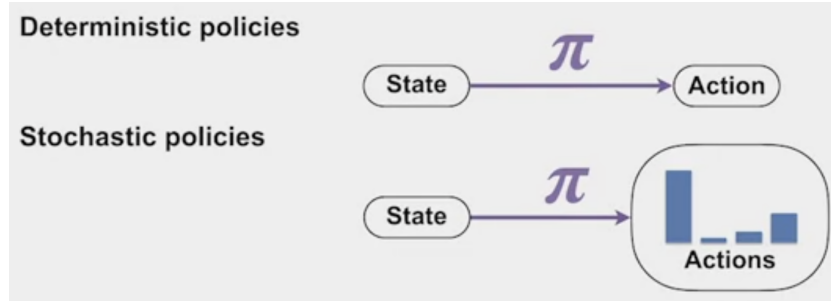 Deterministic policies
π
State
Action
Stochastic policies
π
State
Actions